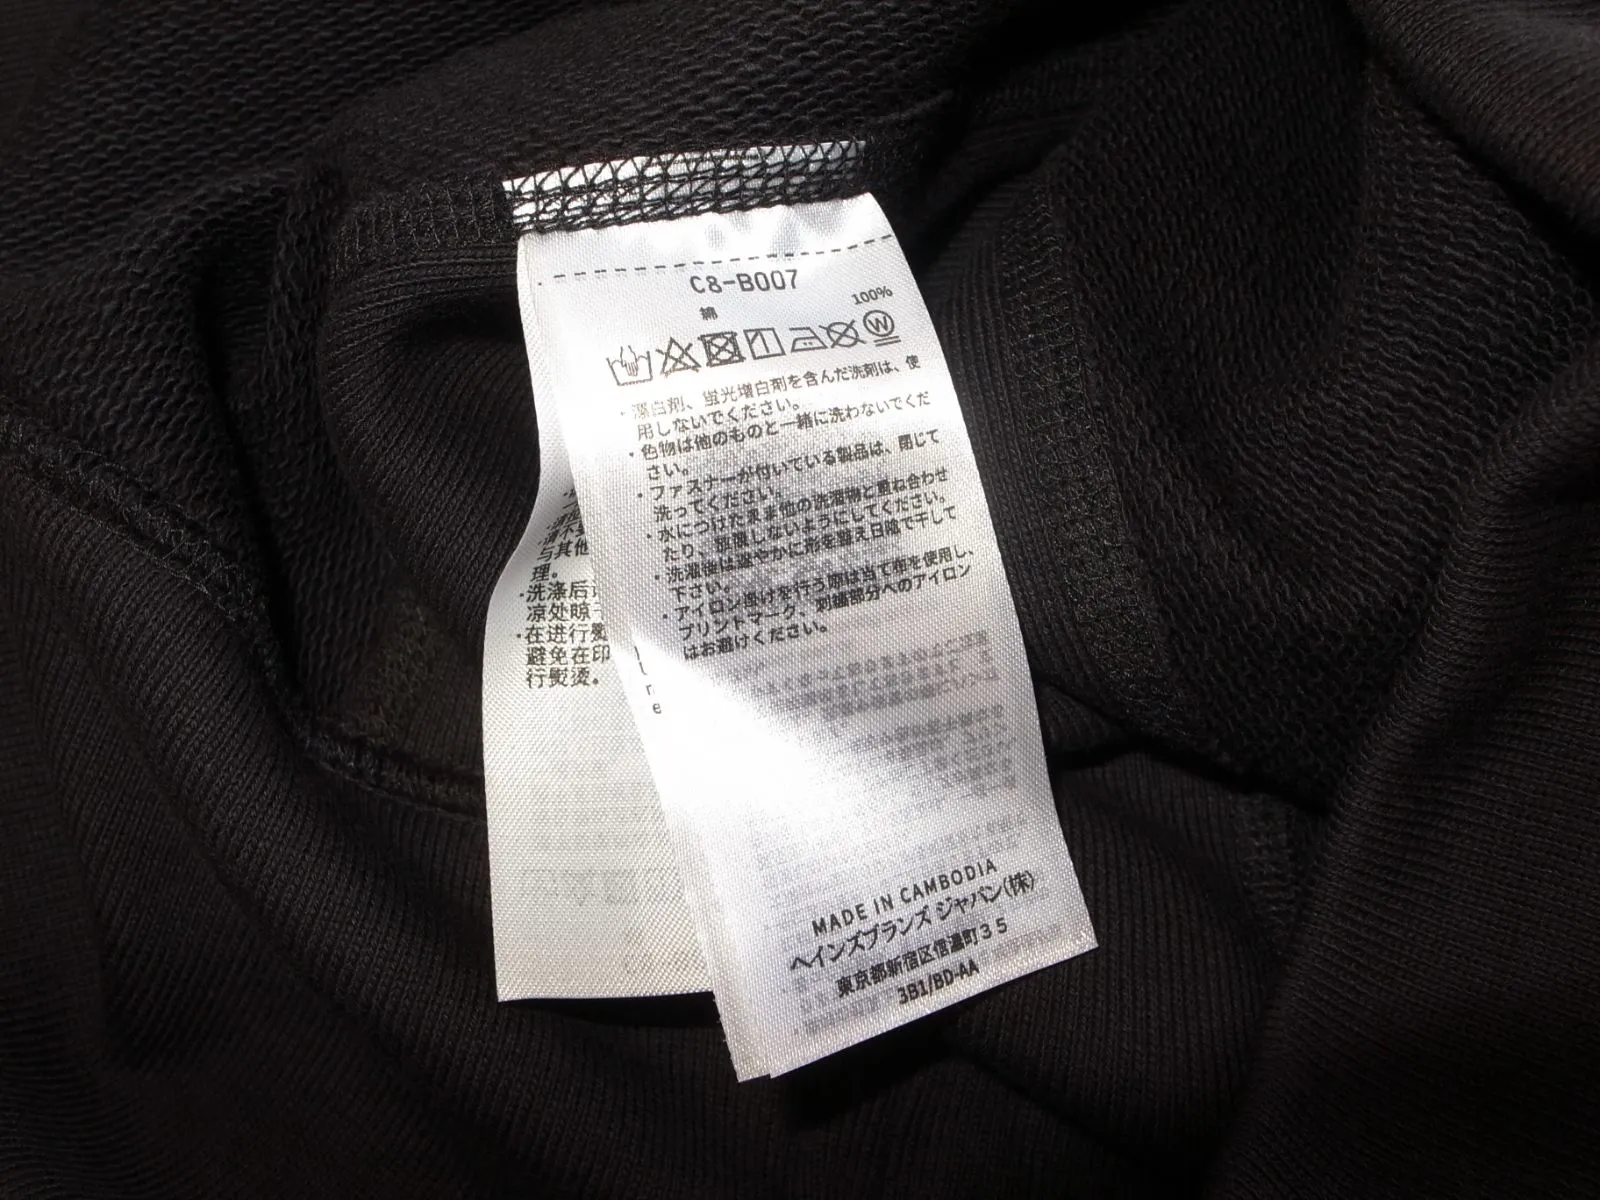 C8-B007
綿 100%
W
・漂白剤、蛍光増白剤を含んだ洗剤は、使
用しないでください。
・色物は他のものと一緒に洗わないでくだ
さい。
・ファスナーが付いている製品は、閉じて
洗ってください。
・水につけたまま他の洗濯物と重ね合わせ
たり、放置しないようにしてください。
・洗濯後は速やかに形を整え日陰で干して
下さい。
・アイロン掛けを行う際は当て布を使用し、
プリントマーク、刺繍部分へのアイロン
はお避けください。
MADE IN CAMBODIA
ヘインズブランズ ジャパン(株)
東京都新宿区信濃町35
3B1/BD-AA
与其他
理。
・洗涤后
凉处晾
・在进行熨
避免在印
行熨烫。
r
e